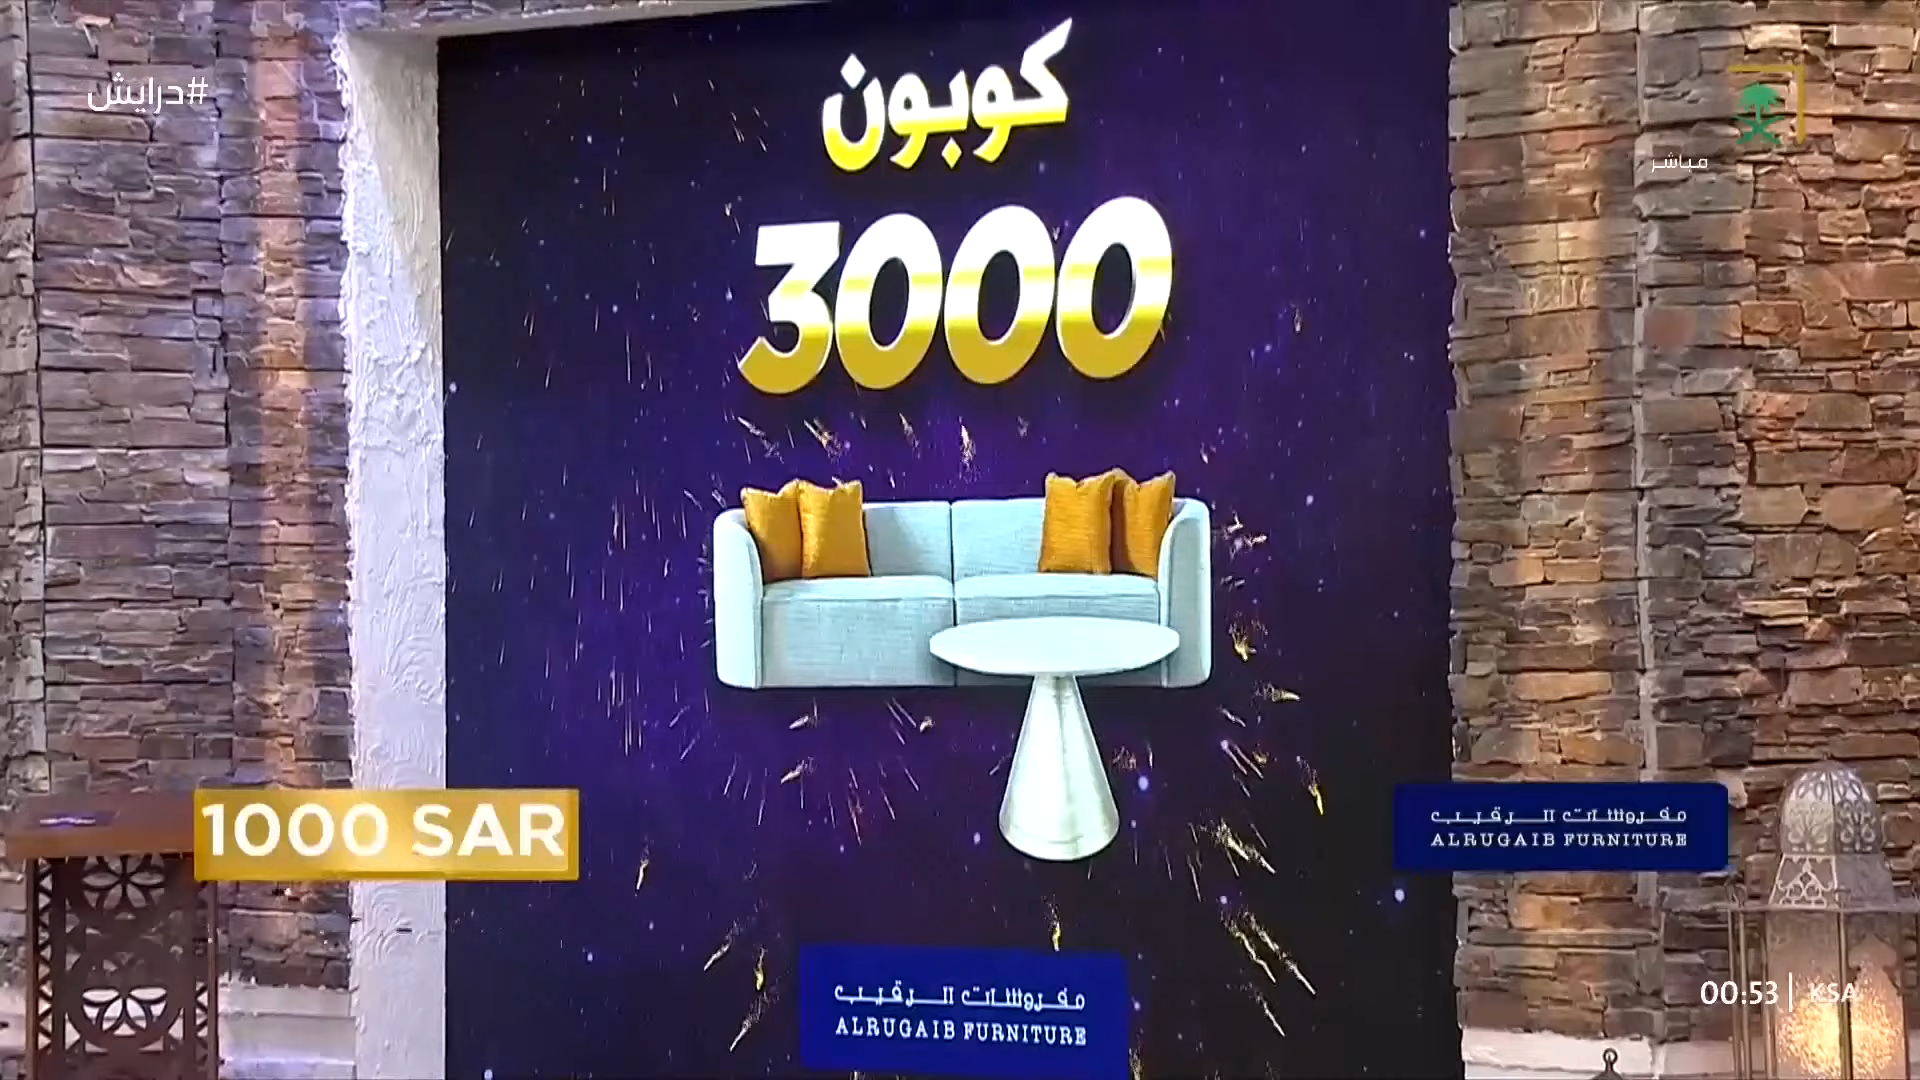 #درايش
مباشر
كوبون
3000
1000 SAR
مفروشات الرقيب
ALRUGAIB FURNITURE
مفروشات الرقيب
ALRUGAIB FURNITURE
00:53 | KSA